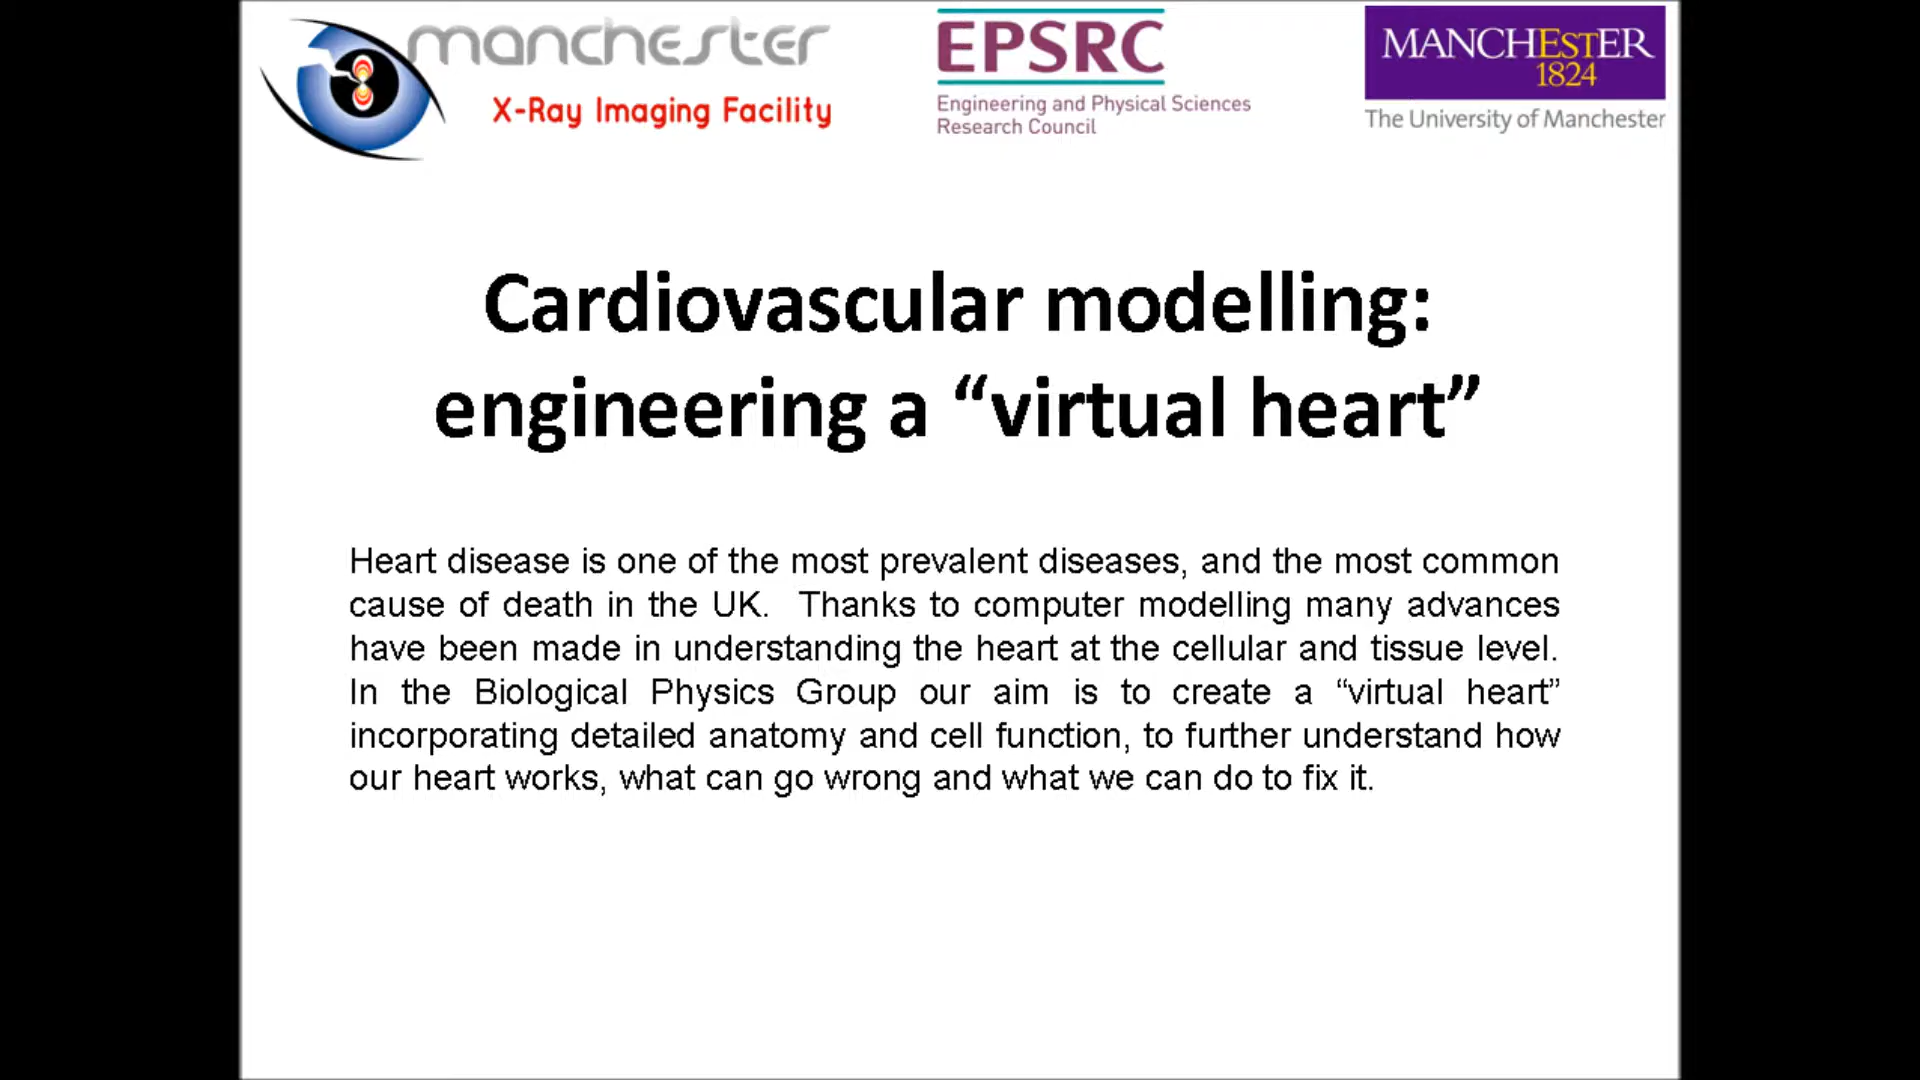 manchester
X-Ray Imaging Facility
EPSRC
Engineering and Physical Sciences
Research Council
MANCHEstER
1824
The University of Manchester
Cardiovascular modelling:
engineering a “virtual heart”
Heart disease is one of the most prevalent diseases, and the most common
cause of death in the UK.  Thanks to computer modelling many advances
have been made in understanding the heart at the cellular and tissue level.
In the Biological Physics Group our aim is to create a “virtual heart”
incorporating detailed anatomy and cell function, to further understand how
our heart works, what can go wrong and what we can do to fix it.